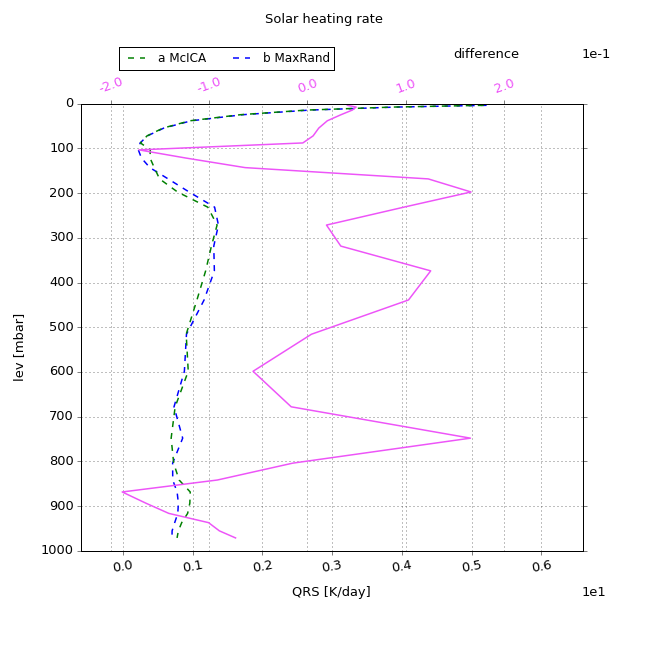 Solar heating rate
a McICA b MaxRand
difference 1e-1
-2.0 -1.0 0.0 1.0 2.0
0
100
200
300
400
500
600
700
800
900
1000
lev [mbar]
0.0 0.1 0.2 0.3 0.4 0.5 0.6
QRS [K/day] 1e1